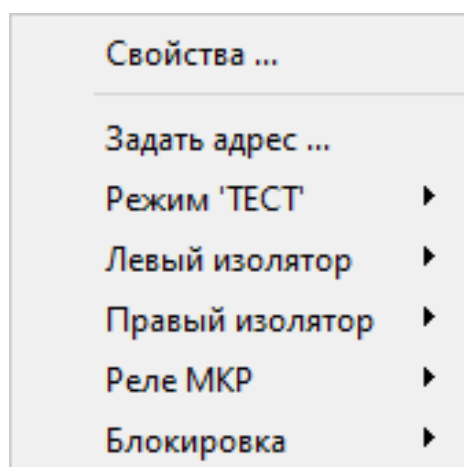 Свойства ...
Задать адрес ...
Режим 'ТЕСТ'
Левый изолятор
Правый изолятор
Реле МКР
Блокировка